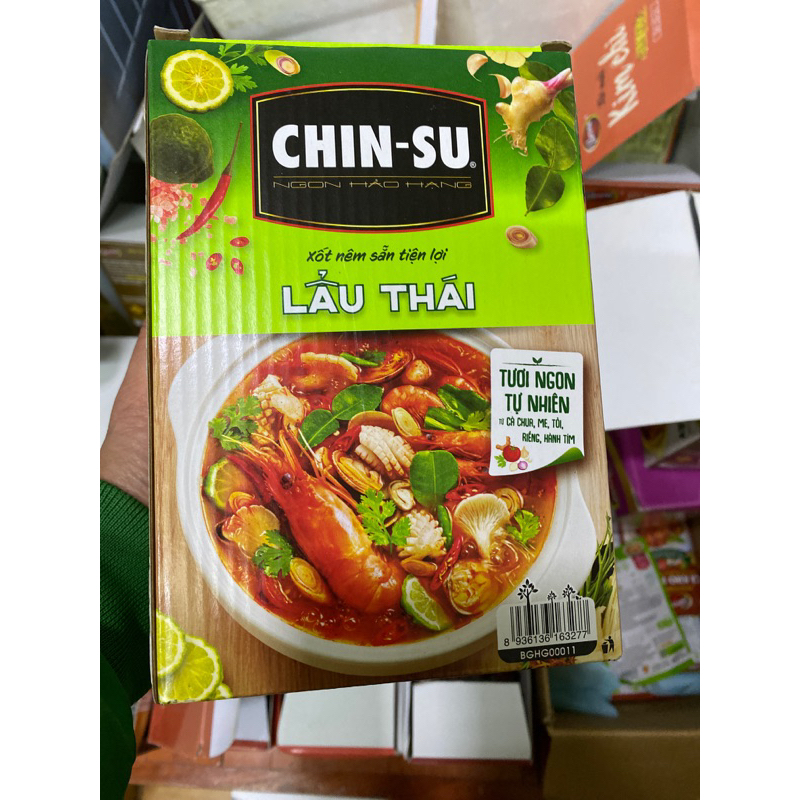 CHIN-SU®
NGON HẢO HẠNG
Xốt nêm sẵn tiện lợi
LẨU THÁI
TƯƠI NGON
TỰ NHIÊN
TỪ CÀ CHUA, ME, TỎI,
RIỀNG, HÀNH TÍM
8 936136 163277
BGHG00011